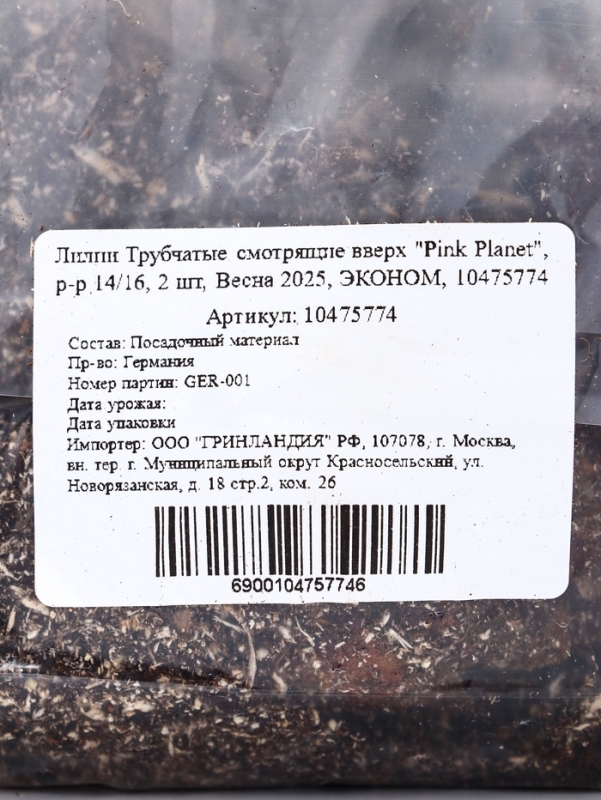 Лилии Трубчатые смотрящие вверх "Pink Planet",
р-р 14/16, 2 шт, Весна 2025, ЭКОНОМ, 10475774
Артикул: 10475774
Состав: Посадочный материал
Пр-во: Германия
Номер партии: GER-001
Дата урожая:
Дата упаковки
Импортер: ООО "ГРИНЛАНДИЯ" РФ, 107078, г. Москва,
вн. тер. г. Муниципальный округ Красносельский, ул.
Новорязанская, д. 18 стр.2, ком. 26
6900104757746